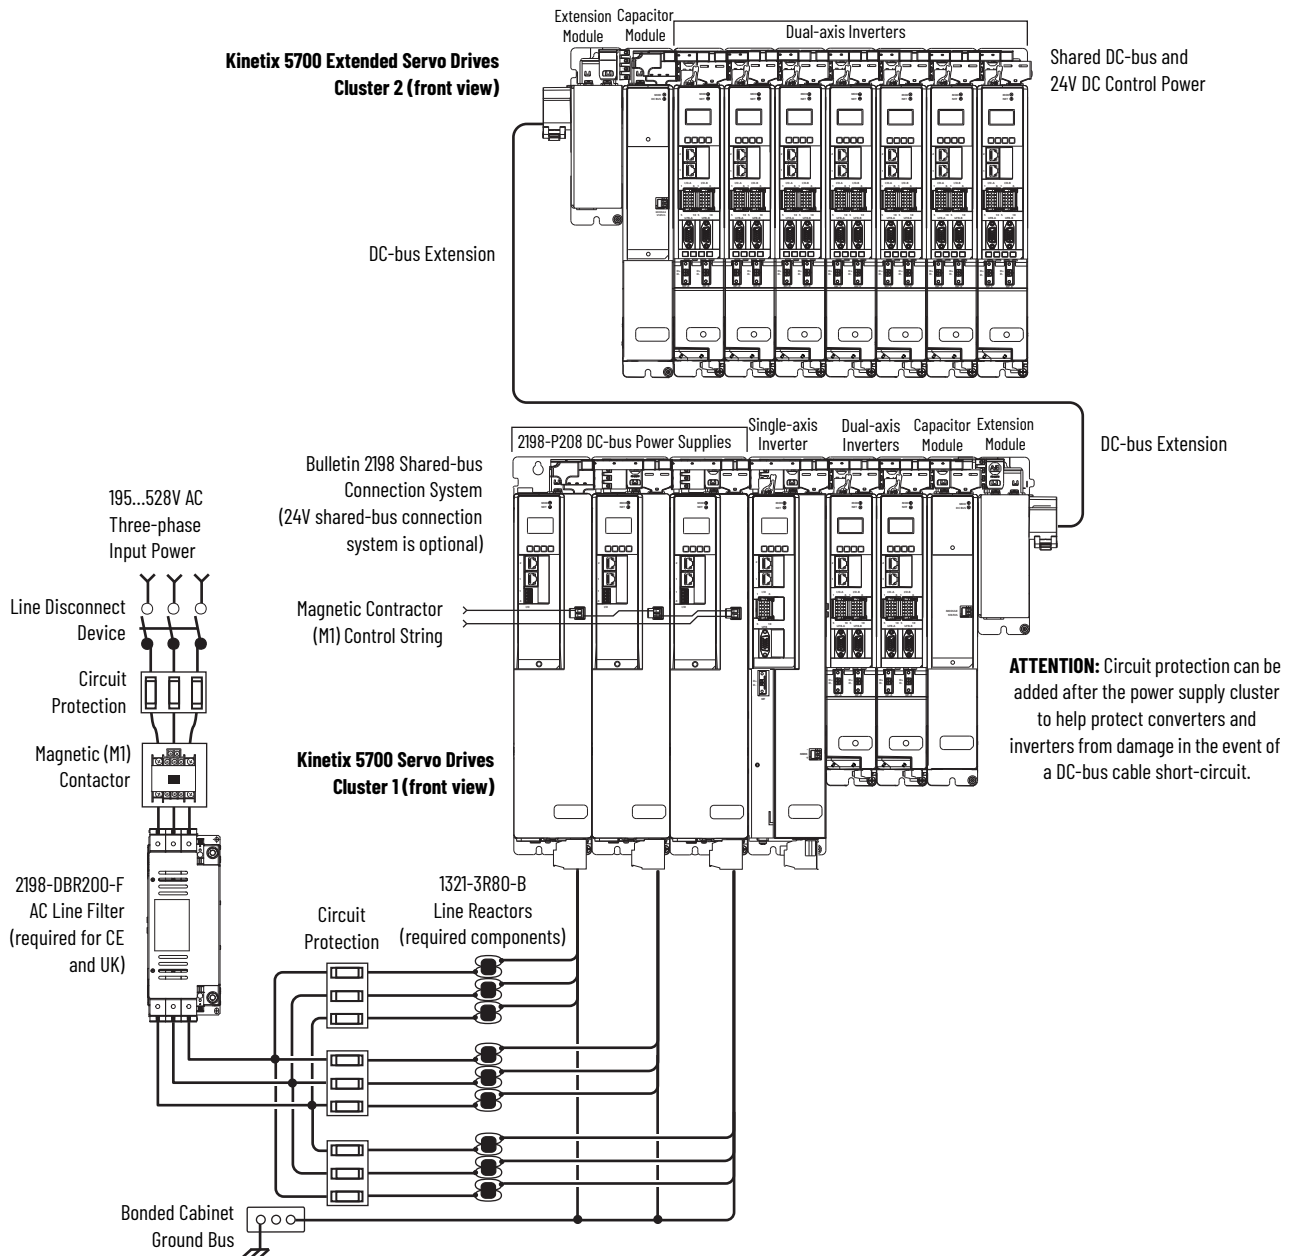 Extension
Module
Capacitor
Module
Dual-axis Inverters
Kinetix 5700 Extended Servo Drives
Cluster 2 (front view)
Shared DC-bus and
24V DC Control Power
DC-bus Extension
2198-P208 DC-bus Power Supplies
Single-axis
Inverter
Dual-axis
Inverters
Capacitor
Module
Extension
Module
DC-bus Extension
Bulletin 2198 Shared-bus
Connection System
(24V shared-bus connection
system is optional)
195...528V AC
Three-phase
Input Power
Line Disconnect
Device
Magnetic Contractor
(M1) Control String
Circuit
Protection
ATTENTION: Circuit protection can be
added after the power supply cluster
to help protect converters and
inverters from damage in the event of
a DC-bus cable short-circuit.
Magnetic (M1)
Contactor
Kinetix 5700 Servo Drives
Cluster 1 (front view)
2198-DBR200-F
AC Line Filter
(required for CE
and UK)
Circuit
Protection
1321-3R80-B
Line Reactors
(required components)
Bonded Cabinet
Ground Bus